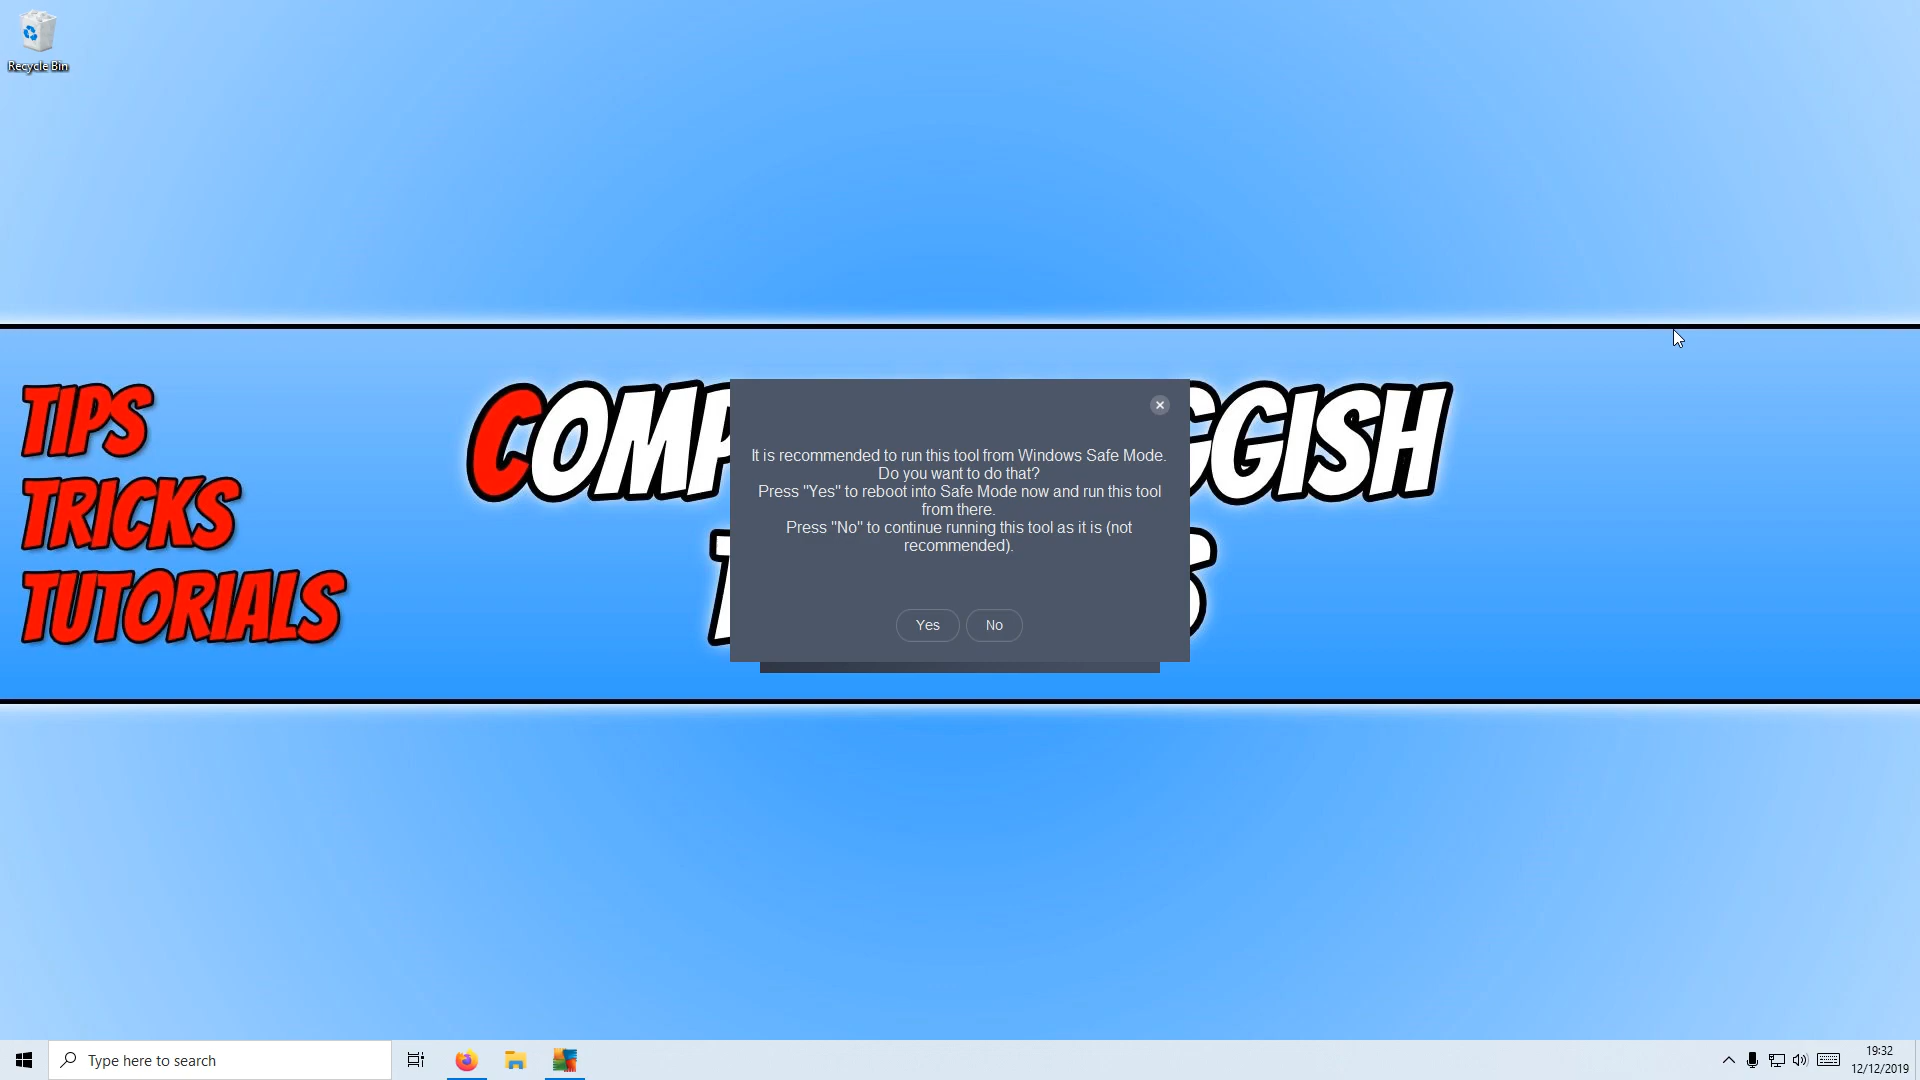 Recycle Bin
TIPS
TRICKS
TUTORIALS
COMP GGISH
It is recommended to run this tool from Windows Safe Mode.
Do you want to do that?
Press "Yes" to reboot into Safe Mode now and run this tool
from there.
Press "No" to continue running this tool as it is (not
recommended).
Yes No
Type here to search
19:32
12/12/2019